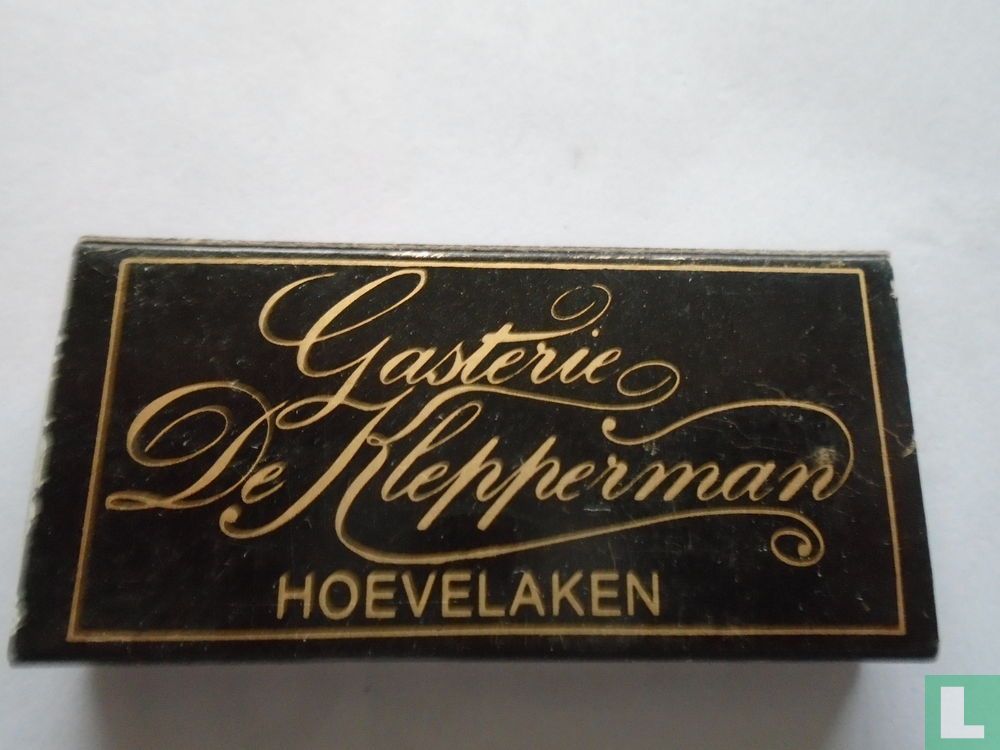 Gasterie
De Klepperman
HOEVELAKEN
L